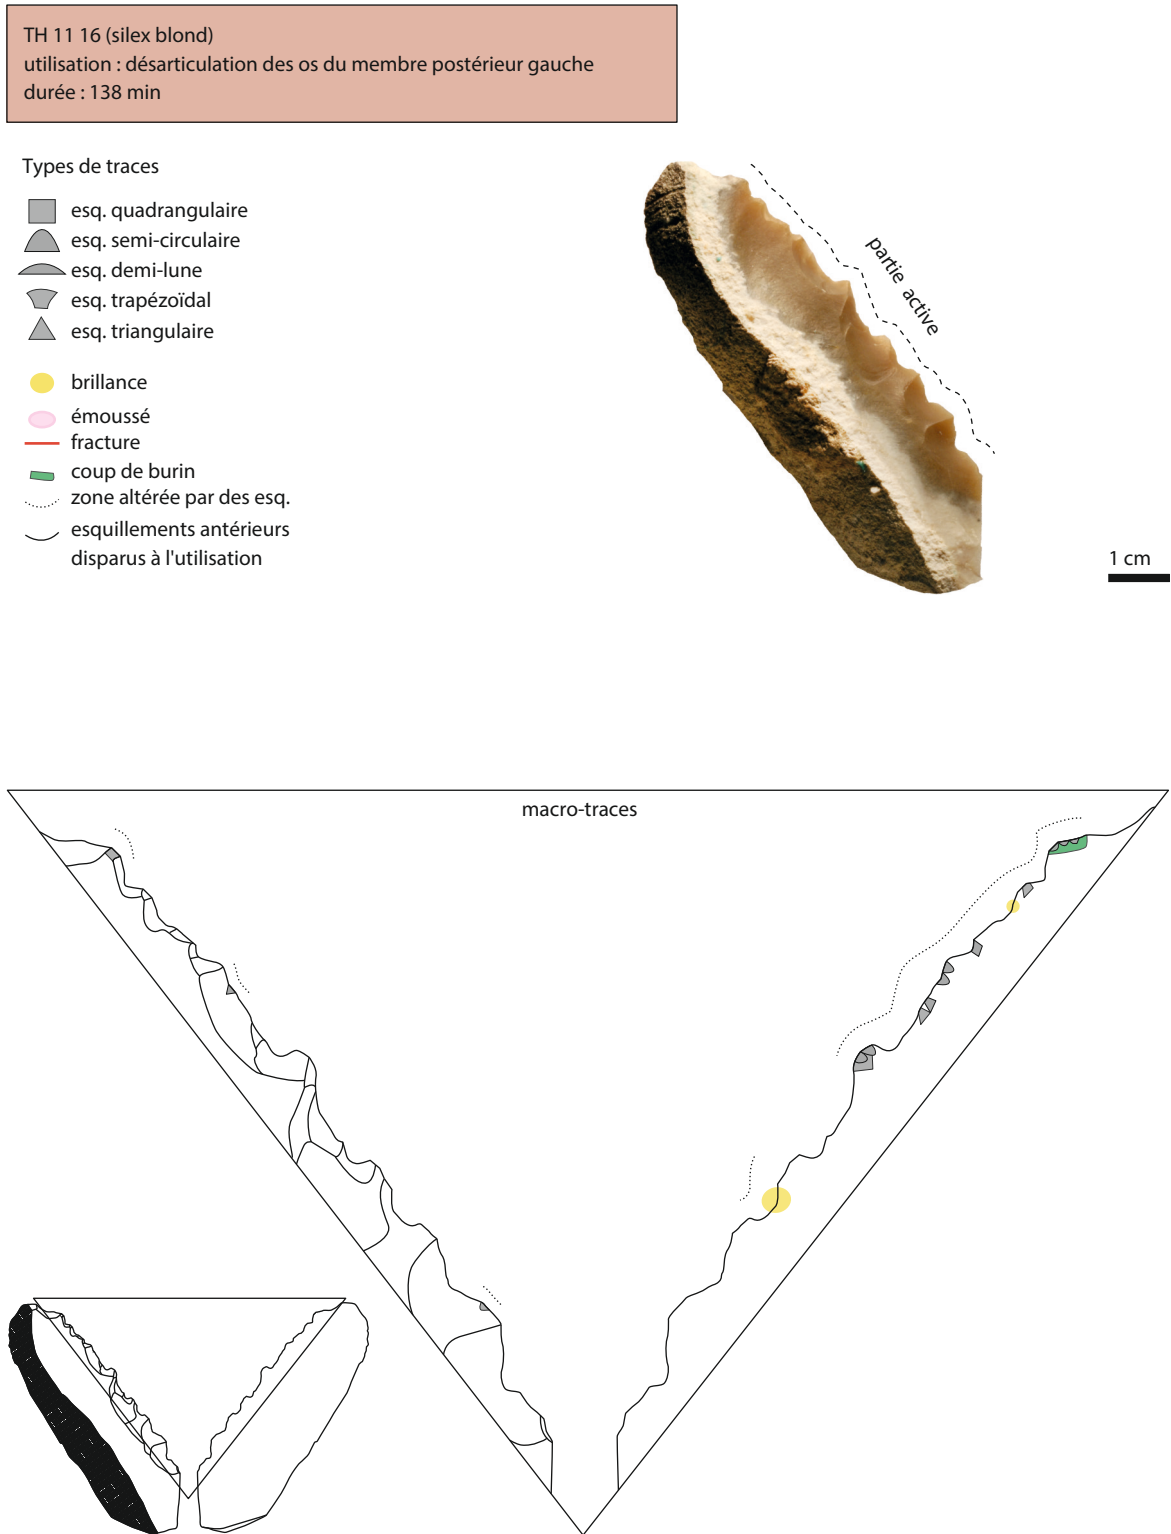 TH 11 16 (silex blond)
utilisation : désarticulation des os du membre postérieur gauche
durée : 138 min
Types de traces
esq. quadrangulaire
esq. semi-circulaire
esq. demi-lune
esq. trapézoïdal
esq. triangulaire
brillance
émoussé
fracture
coup de burin
zone altérée par des esq.
esquillements antérieurs
disparus à l'utilisation
partie active
1 cm
macro-traces